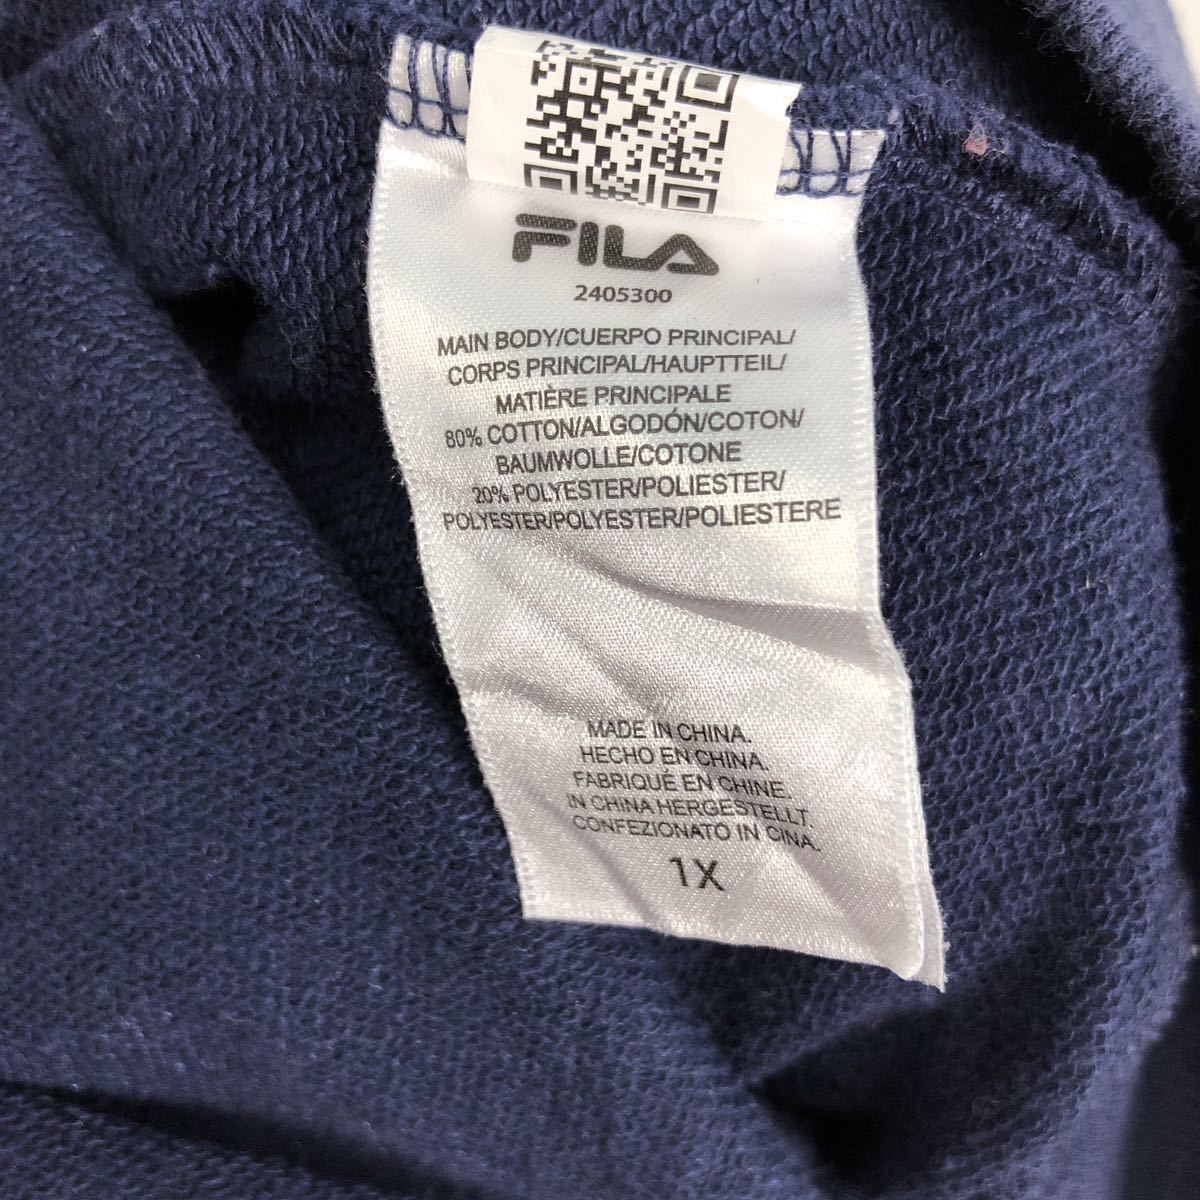 FILA
2405300
MAIN BODY/CUERPO PRINCIPAL/
CORPS PRINCIPAL/HAUPTTEIL/
MATIÈRE PRINCIPALE
80% COTTON/ALGODÓN/COTON/
BAUMWOLLE/COTONE
20% POLYESTER/POLIESTER/
POLYESTER/POLYESTER/POLIESTERE
MADE IN CHINA.
HECHO EN CHINA.
FABRIQUÉ EN CHINE.
IN CHINA HERGESTELLT.
CONFEZIONATO IN CINA.
1X